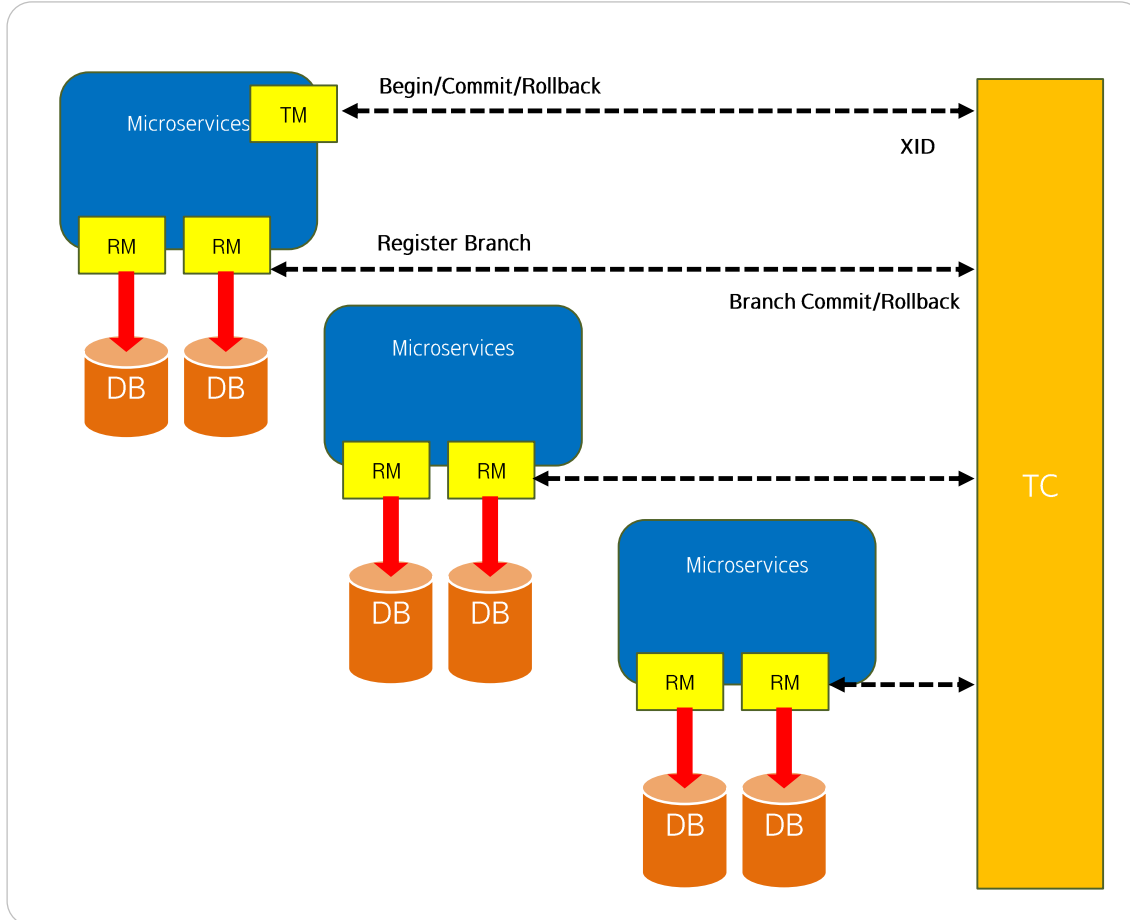 Begin/Commit/Rollback
TM
Microservices
XID
RM
RM
Register Branch
Branch Commit/Rollback
Microservices
DB
DB
RM
RM
TC
Microservices
DB
DB
RM
RM
DB
DB